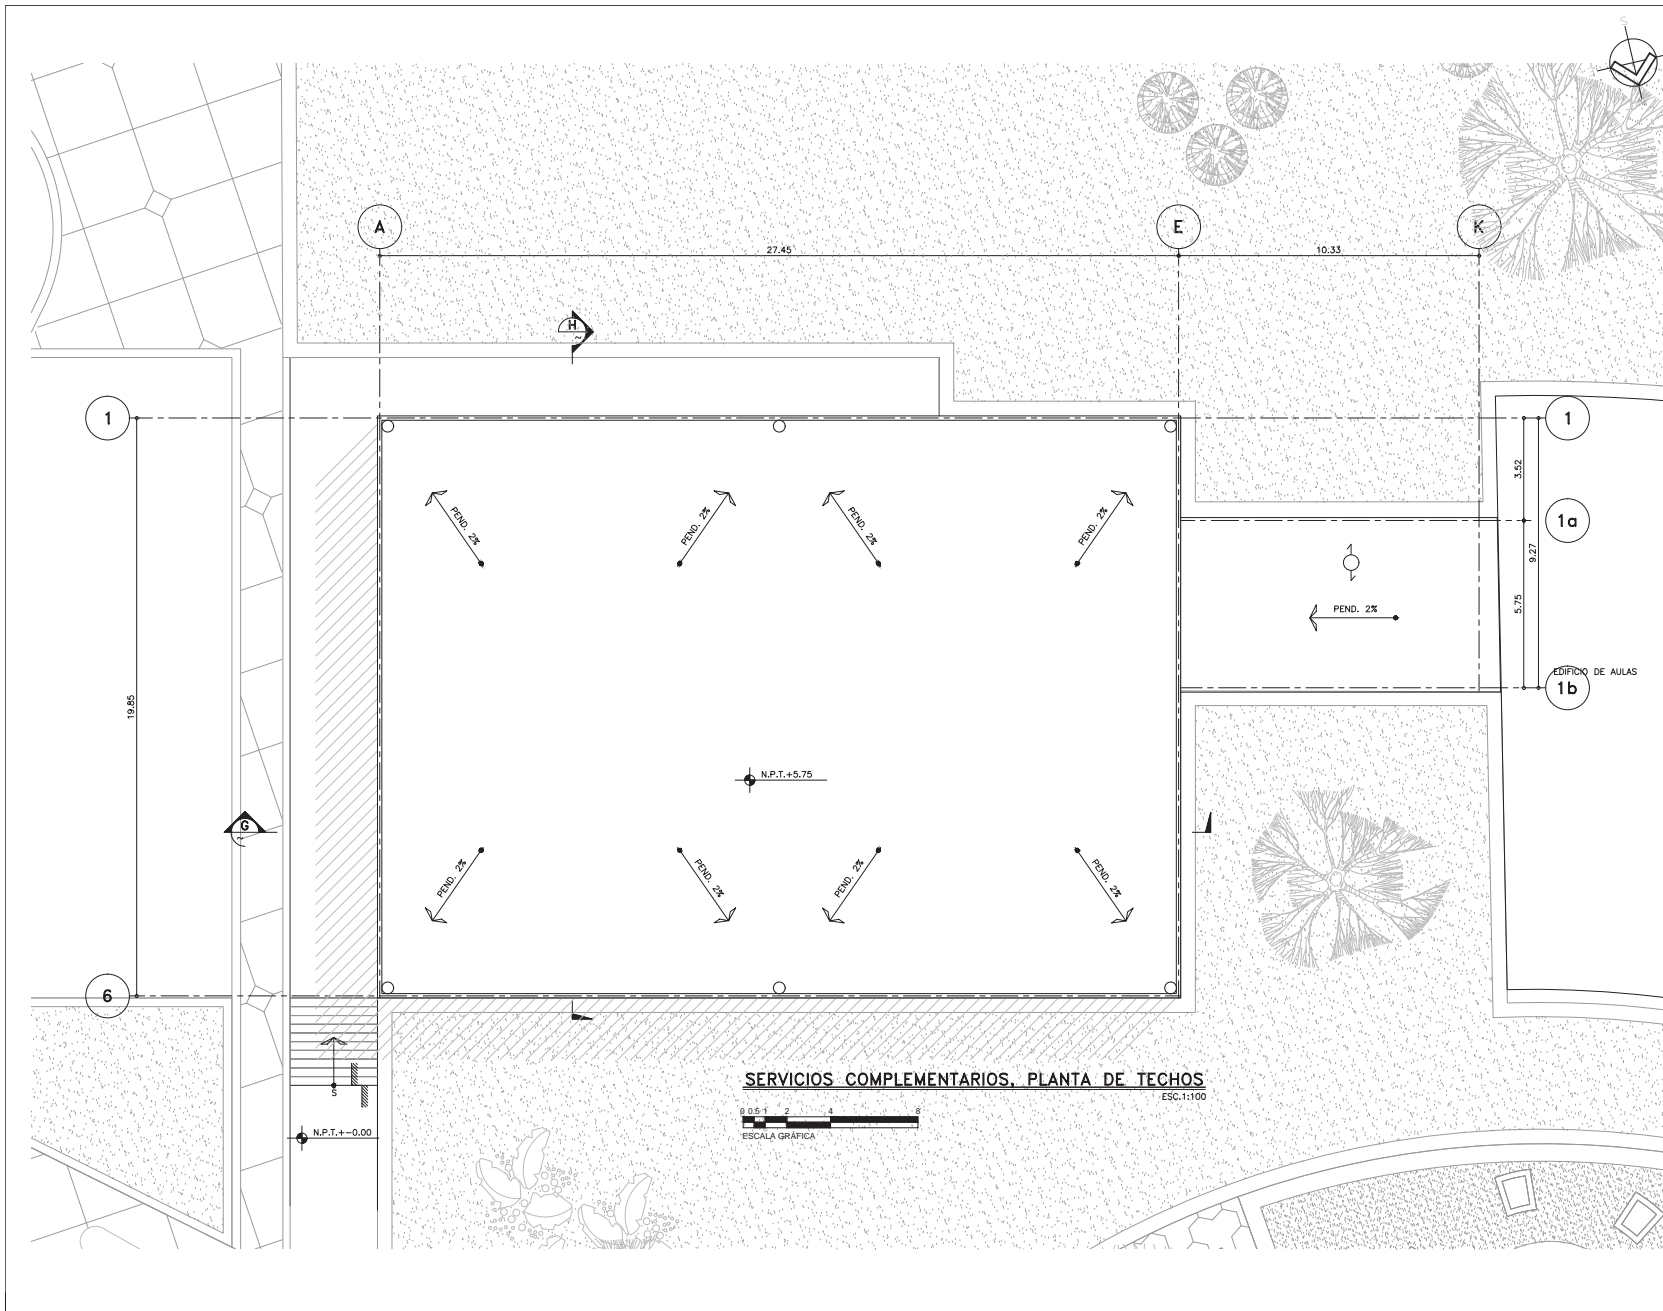 S
A
E
K
27.45
10.33
H
~
1
1
3.52
1a
PEND. 2%
PEND. 2%
PEND. 2%
PEND. 2%
9.27
5.75
PEND. 2%
EDIFICIO DE AULAS
1b
19.85
N.P.T.+5.75
G
~
PEND. 2%
PEND. 2%
PEND. 2%
PEND. 2%
6
S
SERVICIOS COMPLEMENTARIOS, PLANTA DE TECHOS
ESC.1:100
0 0.5 1 2 4 8
ESCALA GRÁFICA
N.P.T.+-0.00